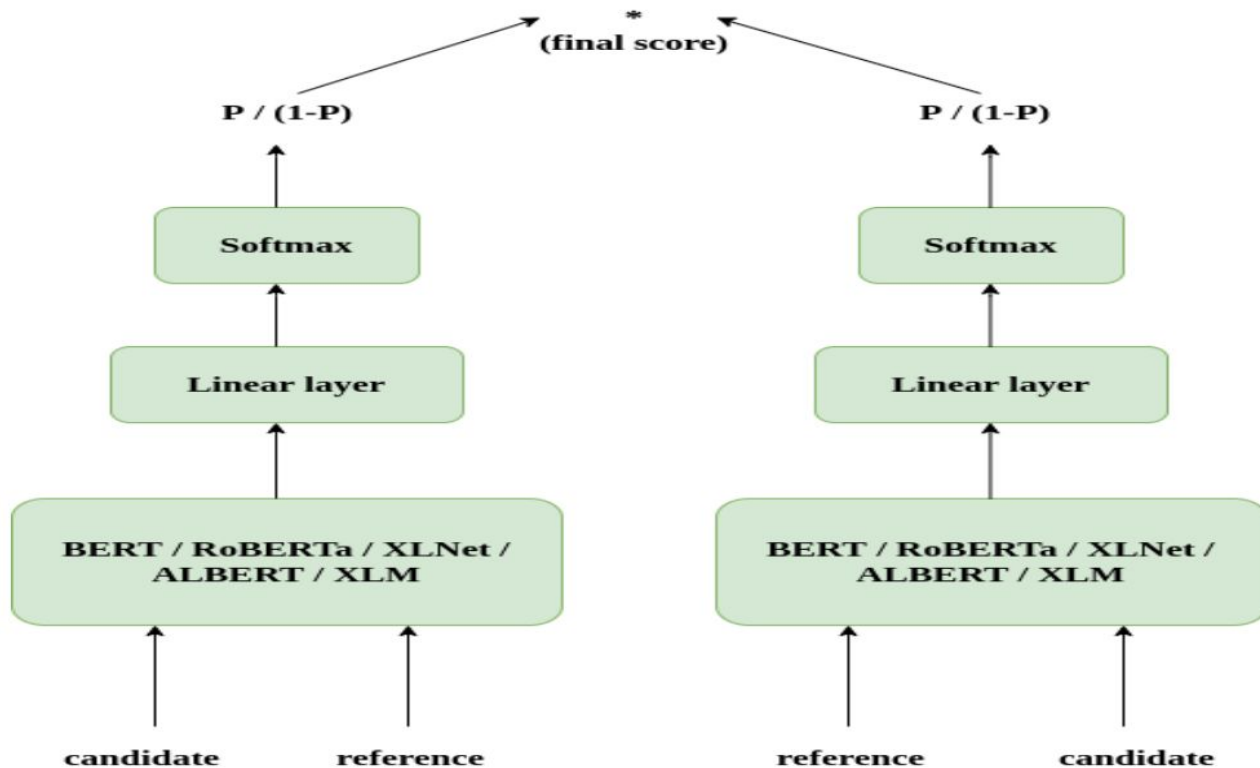 *
(final score)
P / (1-P)
P / (1-P)
Softmax
Softmax
Linear layer
Linear layer
BERT / RoBERTa / XLNet /
ALBERT / XLM
BERT / RoBERTa / XLNet /
ALBERT / XLM
candidate
reference
reference
candidate